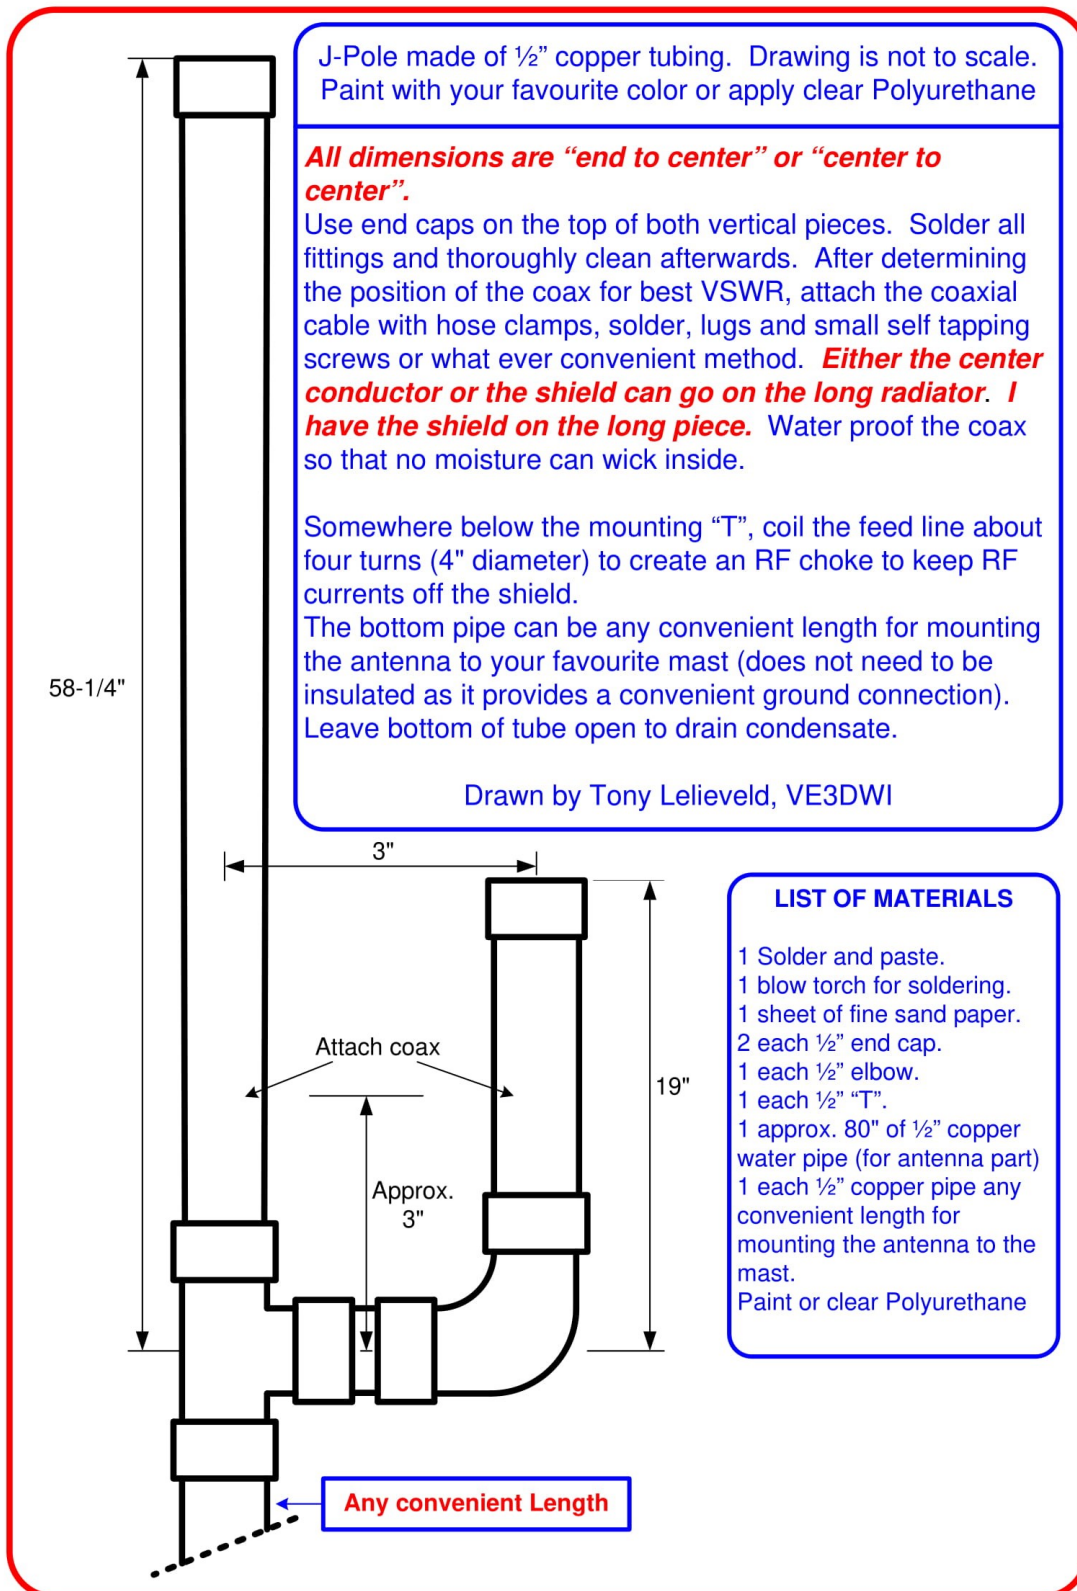 J-Pole made of ½” copper tubing.  Drawing is not to scale.
Paint with your favourite color or apply clear Polyurethane
All dimensions are “end to center” or “center to
center”.
Use end caps on the top of both vertical pieces.  Solder all
fittings and thoroughly clean afterwards.  After determining
the position of the coax for best VSWR, attach the coaxial
cable with hose clamps, solder, lugs and small self tapping
screws or what ever convenient method.  Either the center
conductor or the shield can go on the long radiator.  I
have the shield on the long piece.  Water proof the coax
so that no moisture can wick inside.
Somewhere below the mounting “T”, coil the feed line about
four turns (4" diameter) to create an RF choke to keep RF
currents off the shield.
The bottom pipe can be any convenient length for mounting
the antenna to your favourite mast (does not need to be
insulated as it provides a convenient ground connection).
Leave bottom of tube open to drain condensate.
Drawn by Tony Lelieveld, VE3DWI
58-1/4"
3"
Attach coax
Approx.
3"
19"
LIST OF MATERIALS
1 Solder and paste.
1 blow torch for soldering.
1 sheet of fine sand paper.
2 each ½” end cap.
1 each ½” elbow.
1 each ½” “T”.
1 approx. 80" of ½” copper
water pipe (for antenna part)
1 each ½” copper pipe any
convenient length for
mounting the antenna to the
mast.
Paint or clear Polyurethane
Any convenient Length